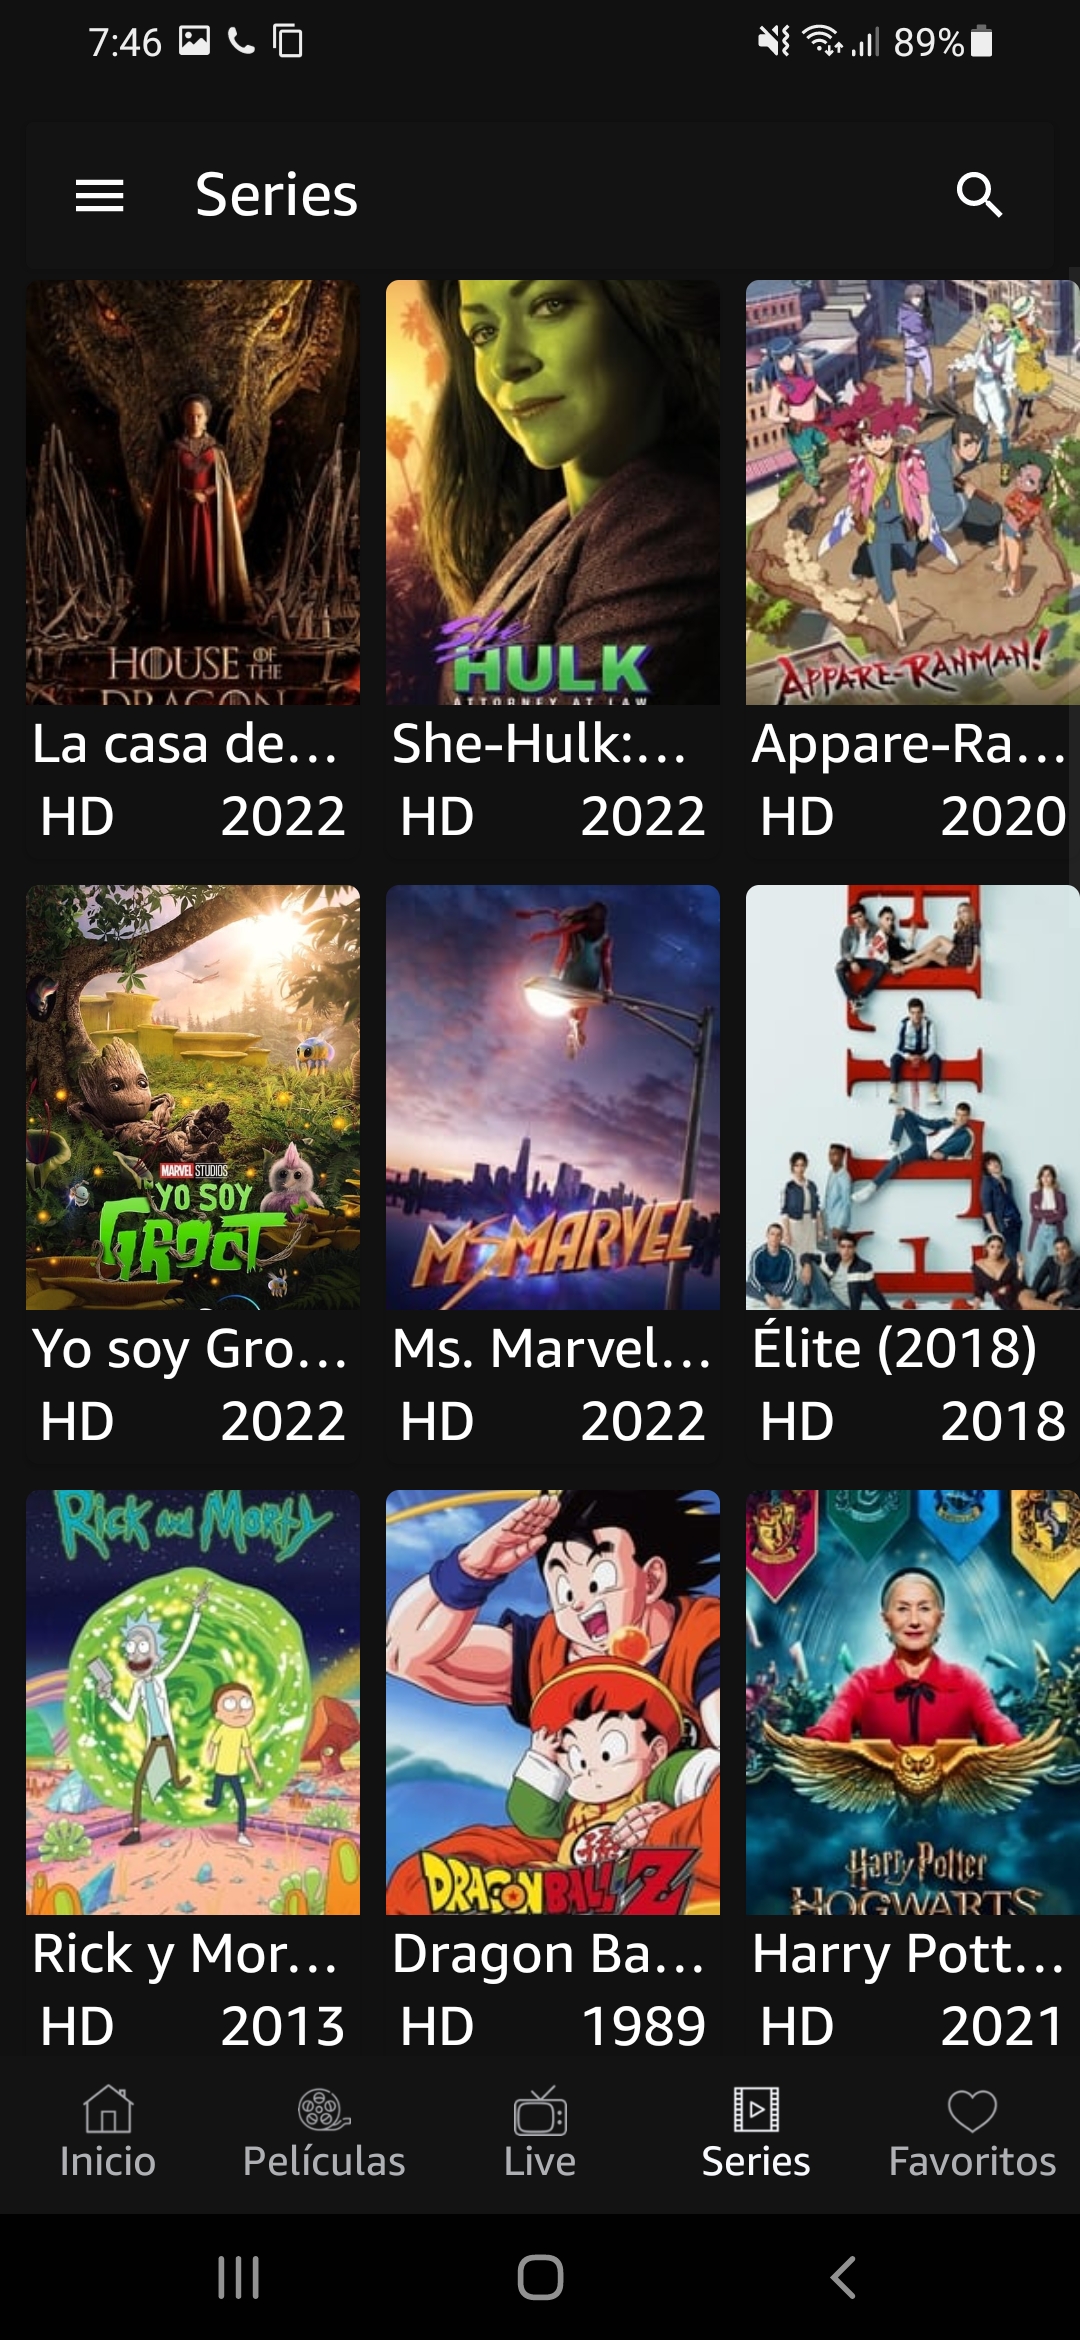 7:46
89%
Series
HOUSE OF THE
DRAGON
She
HULK
ATTORNEY AT LAW
APPARE-RANMAN!
La casa de...
She-Hulk:...
Appare-Ra...
HD 2022
HD 2022
HD 2020
MARVEL STUDIOS
YO SOY
GROOT
MS MARVEL
ELITE
Yo soy Gro...
Ms. Marvel...
Élite (2018)
HD 2022
HD 2022
HD 2018
Rick and Morty
DRAGON BALL Z
Harry Potter
HOGWARTS
Rick y Mor...
Dragon Ba...
Harry Pott...
HD 2013
HD 1989
HD 2021
Inicio
Películas
Live
Series
Favoritos